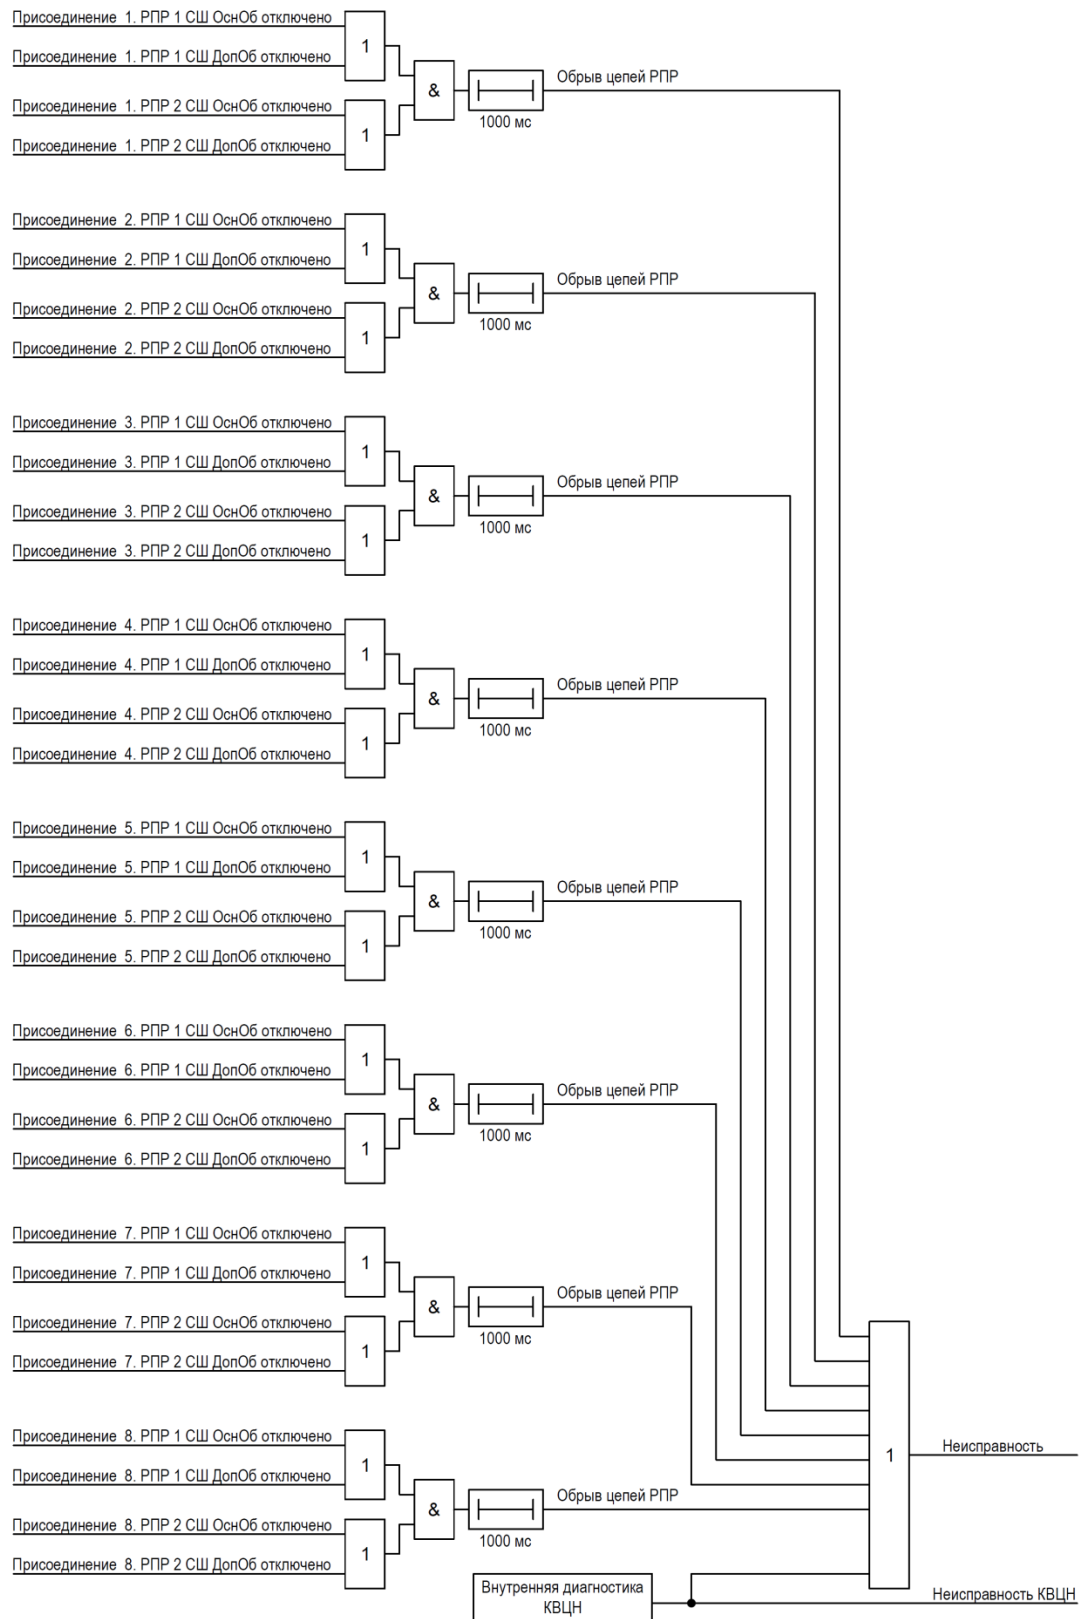 Присоединение 1. РПР 1 СШ ОснОб отключено
1
Присоединение 1. РПР 1 СШ ДопОб отключено
&
Обрыв цепей РПР
1000 мс
Присоединение 1. РПР 2 СШ ОснОб отключено
1
Присоединение 1. РПР 2 СШ ДопОб отключено
Присоединение 2. РПР 1 СШ ОснОб отключено
1
Присоединение 2. РПР 1 СШ ДопОб отключено
&
Обрыв цепей РПР
1000 мс
Присоединение 2. РПР 2 СШ ОснОб отключено
1
Присоединение 2. РПР 2 СШ ДопОб отключено
Присоединение 3. РПР 1 СШ ОснОб отключено
1
Присоединение 3. РПР 1 СШ ДопОб отключено
&
Обрыв цепей РПР
1000 мс
Присоединение 3. РПР 2 СШ ОснОб отключено
1
Присоединение 3. РПР 2 СШ ДопОб отключено
Присоединение 4. РПР 1 СШ ОснОб отключено
1
Присоединение 4. РПР 1 СШ ДопОб отключено
&
Обрыв цепей РПР
1000 мс
Присоединение 4. РПР 2 СШ ОснОб отключено
1
Присоединение 4. РПР 2 СШ ДопОб отключено
Присоединение 5. РПР 1 СШ ОснОб отключено
1
Присоединение 5. РПР 1 СШ ДопОб отключено
&
Обрыв цепей РПР
1000 мс
Присоединение 5. РПР 2 СШ ОснОб отключено
1
Присоединение 5. РПР 2 СШ ДопОб отключено
Присоединение 6. РПР 1 СШ ОснОб отключено
1
Присоединение 6. РПР 1 СШ ДопОб отключено
&
Обрыв цепей РПР
1000 мс
Присоединение 6. РПР 2 СШ ОснОб отключено
1
Присоединение 6. РПР 2 СШ ДопОб отключено
Присоединение 7. РПР 1 СШ ОснОб отключено
1
Присоединение 7. РПР 1 СШ ДопОб отключено
&
Обрыв цепей РПР
1000 мс
Присоединение 7. РПР 2 СШ ОснОб отключено
1
Присоединение 7. РПР 2 СШ ДопОб отключено
Присоединение 8. РПР 1 СШ ОснОб отключено
1
Присоединение 8. РПР 1 СШ ДопОб отключено
&
Обрыв цепей РПР
1000 мс
Присоединение 8. РПР 2 СШ ОснОб отключено
1
Присоединение 8. РПР 2 СШ ДопОб отключено
1
Неисправность
Внутренняя диагностика
КВЦН
Неисправность КВЦН